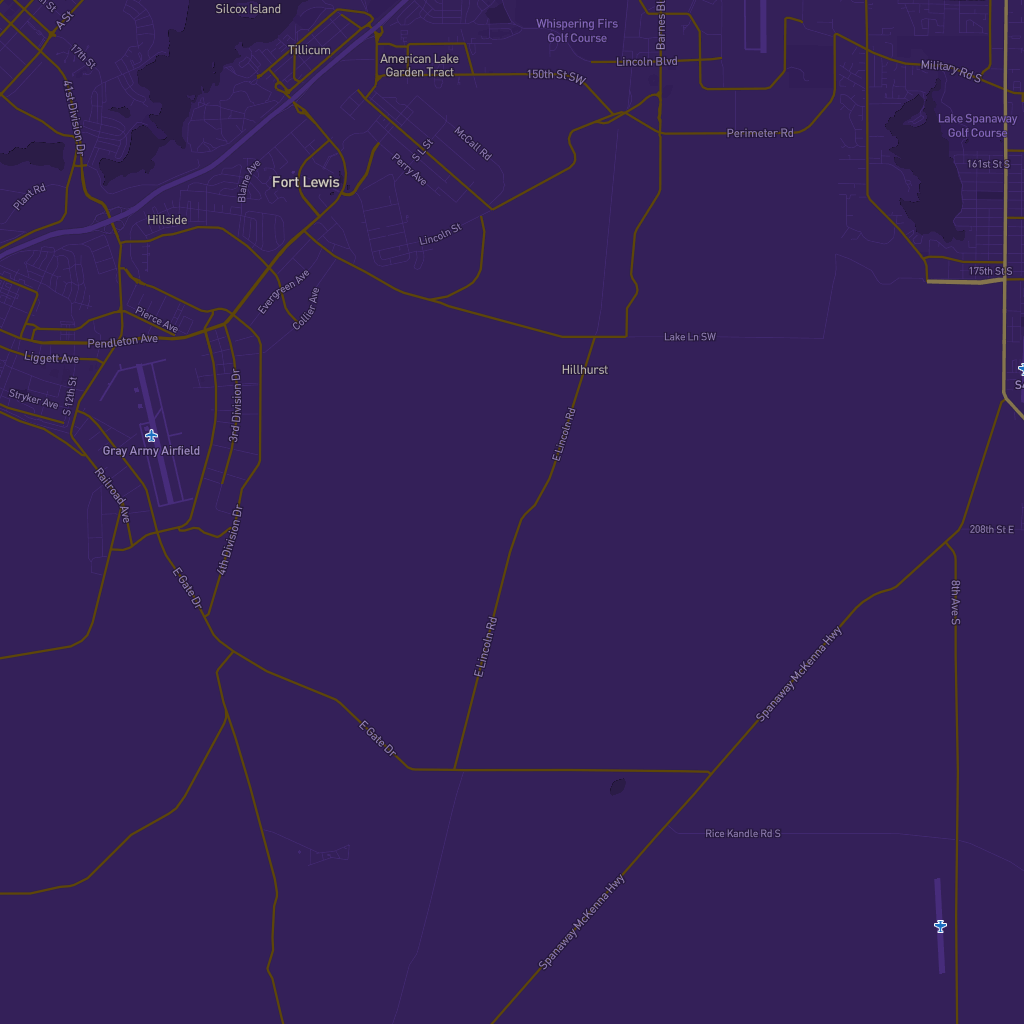 Silcox Island
A St
17th St
Tillicum
American Lake
Garden Tract
150th St SW
Whispering Firs
Golf Course
Lincoln Blvd
Military Rd S
41st Division Dr
Lake Spanaway
Golf Course
Perimeter Rd
McCall Rd
S L St
Perry Ave
161st St S
Blaine Ave
Fort Lewis
Plant Rd
Hillside
Lincoln St
175th St S
Evergreen Ave
Collier Ave
Pierce Ave
Pendleton Ave
Lake Ln SW
Liggett Ave
Hillhurst
S 12th St
Stryker Ave
3rd Division Dr
E Lincoln Rd
Gray Army Airfield
Railroad Ave
4th Division Dr
208th St E
E Gate Dr
8th Ave S
E Lincoln Rd
Spanaway McKenna Hwy
E Gate Dr
Rice Kandle Rd S
Spanaway McKenna Hwy